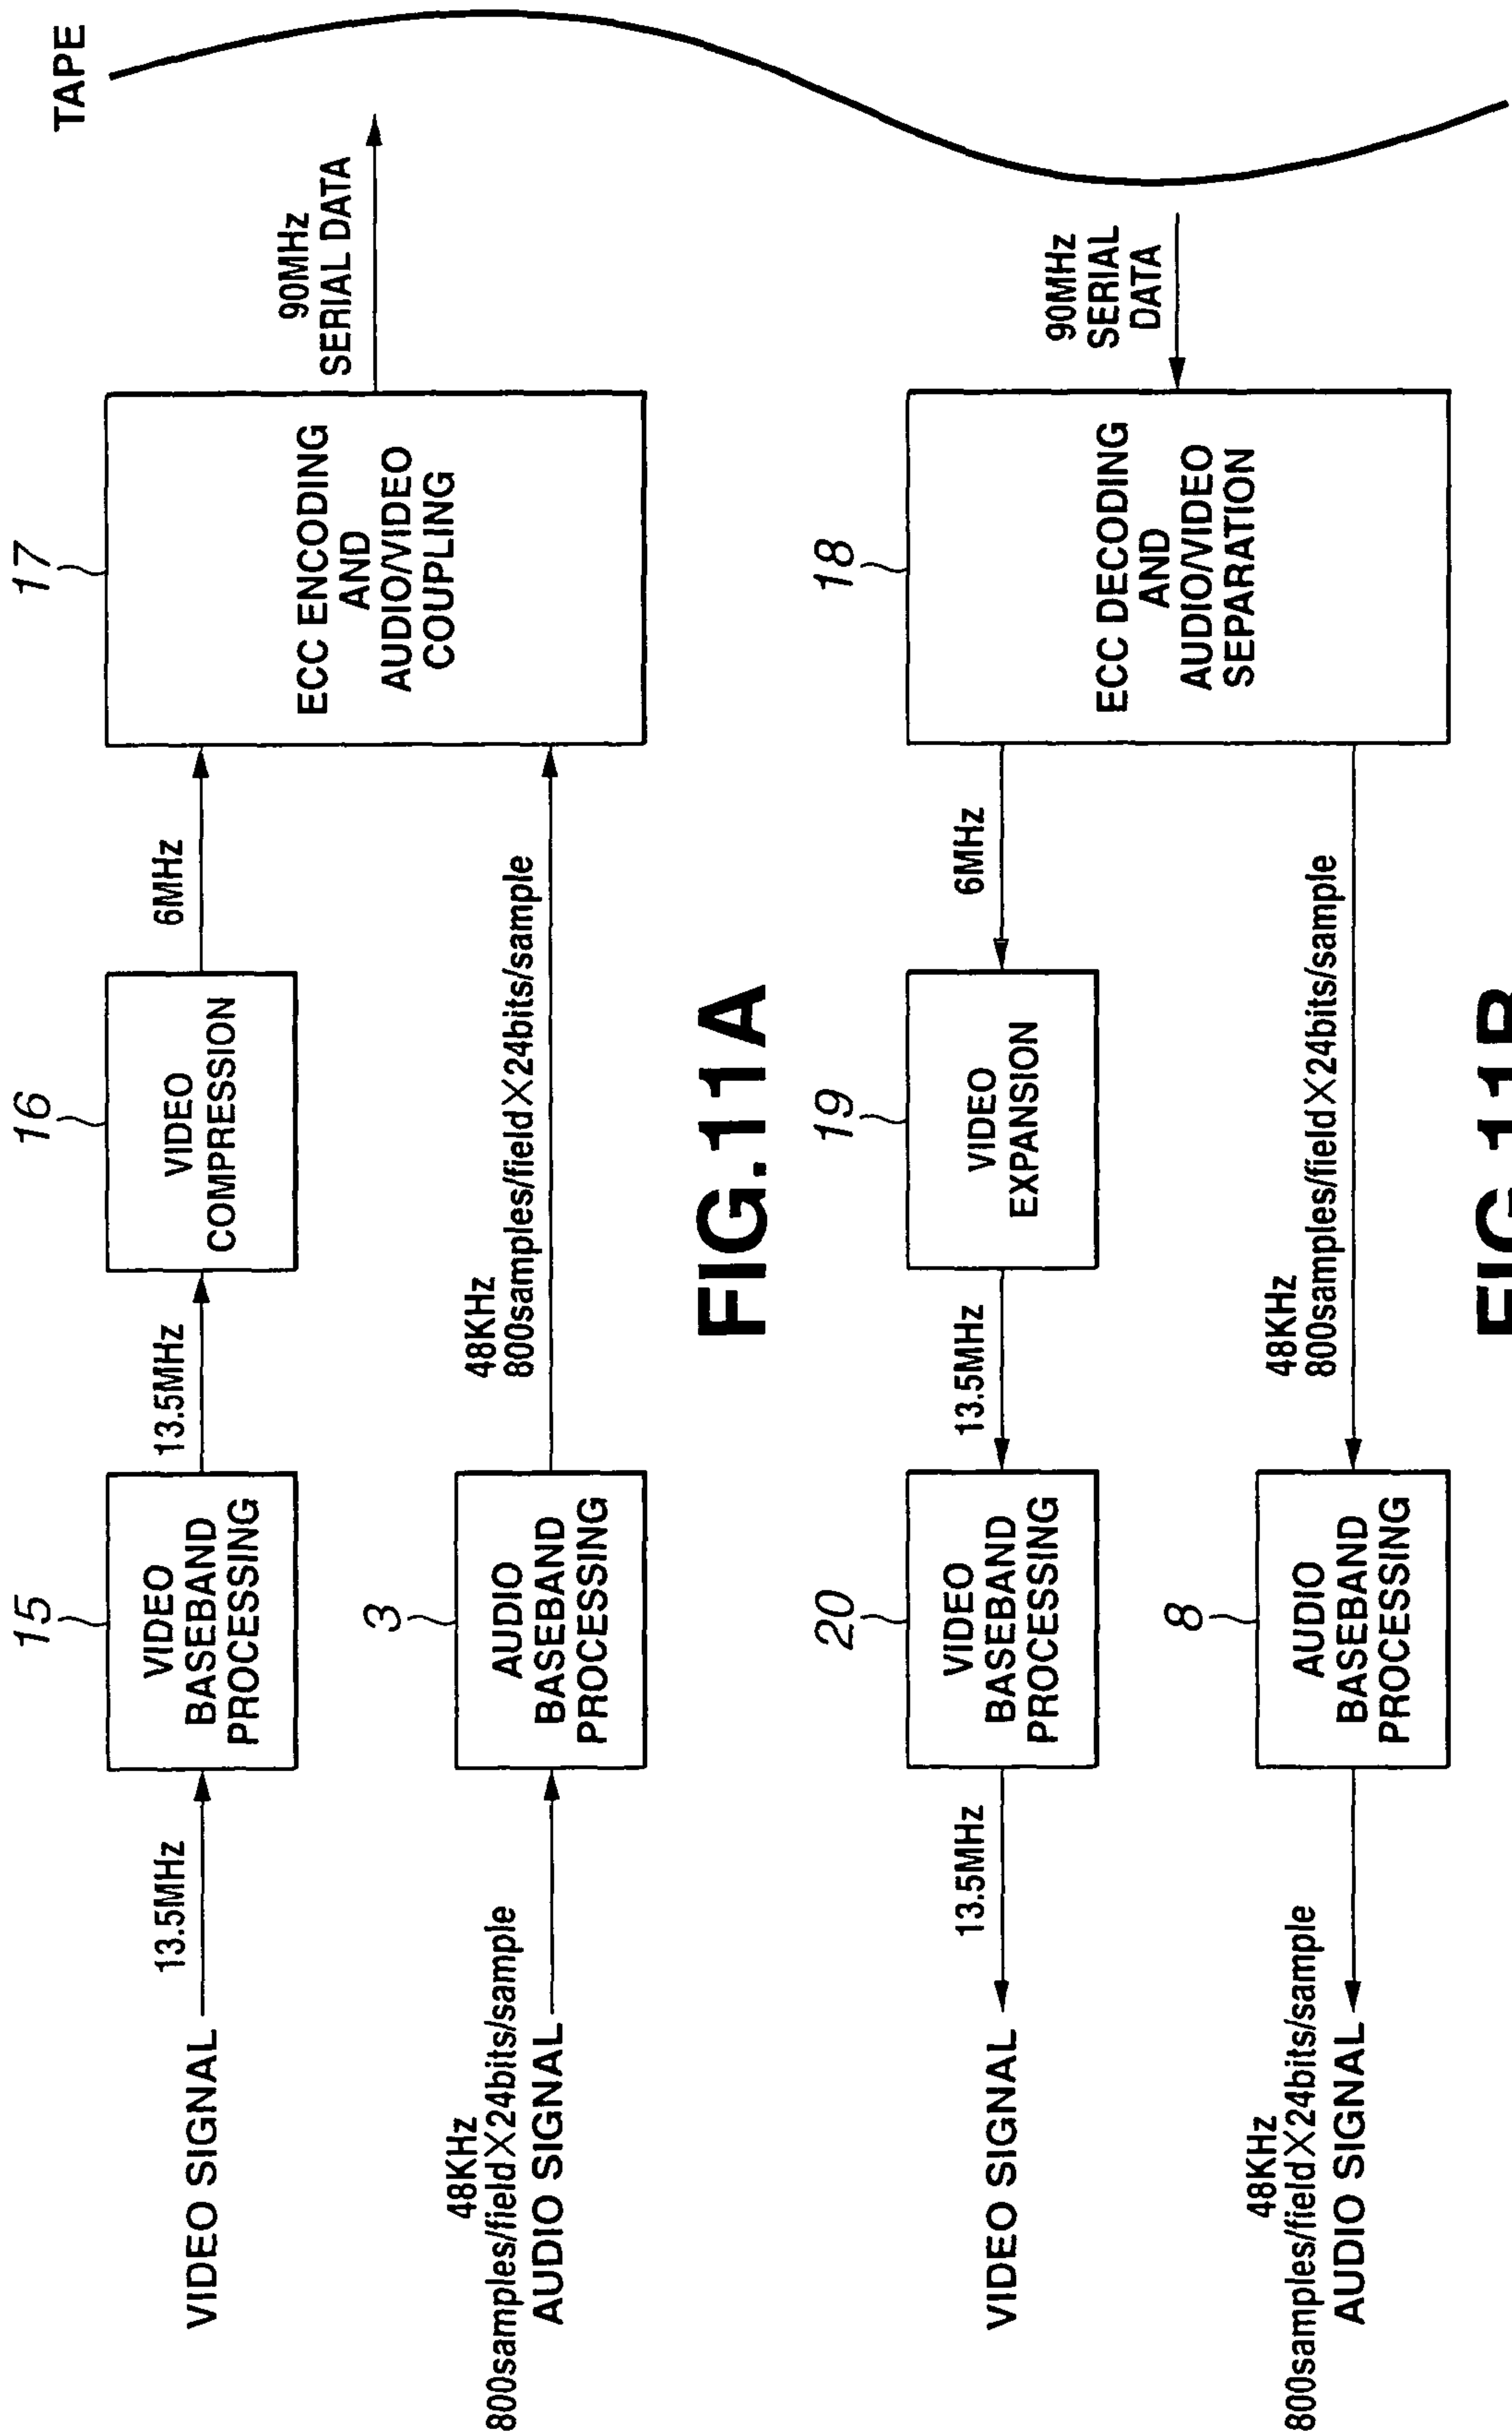 TAPE
17
16
15
VIDEO SIGNAL
13.5MHz
VIDEO
BASEBAND
PROCESSING
13.5MHz
VIDEO
COMPRESSION
6MHz
ECC ENCODING
AND
AUDIO/VIDEO
COUPLING
90MHz
SERIAL DATA
3
48KHz
800samples/field×24bits/sample
AUDIO SIGNAL
AUDIO
BASEBAND
PROCESSING
48KHz
800samples/field×24bits/sample
FIG.11A
20
19
18
VIDEO SIGNAL
13.5MHz
VIDEO
BASEBAND
PROCESSING
13.5MHz
VIDEO
EXPANSION
6MHz
ECC DECODING
AND
AUDIO/VIDEO
SEPARATION
90MHz
SERIAL
DATA
8
48KHz
800samples/field×24bits/sample
AUDIO SIGNAL
AUDIO
BASEBAND
PROCESSING
48KHz
800samples/field×24bits/sample
FIG.11B